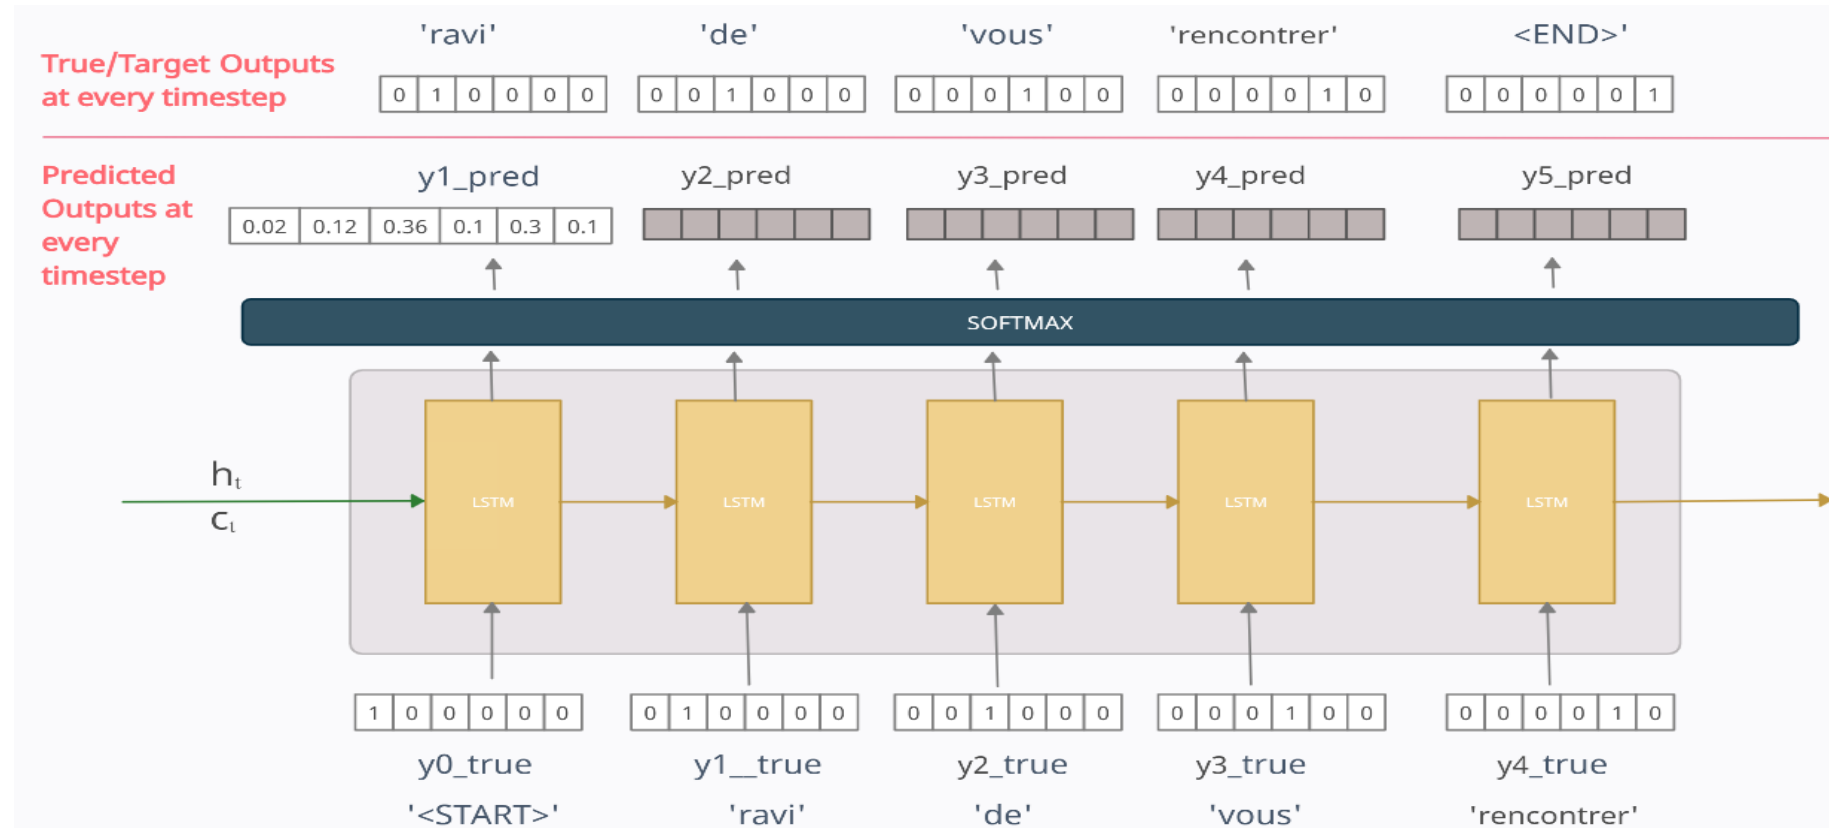 'ravi' 'de' 'vous' 'rencontrer' <END>'
True/Target Outputs
at every timestep
0 1 0 0 0 0 0 0 1 0 0 0 0 0 0 1 0 0 0 0 0 0 1 0 0 0 0 0 0 1
Predicted
Outputs at
every
timestep
y1_pred y2_pred y3_pred y4_pred y5_pred
0.02 0.12 0.36 0.1 0.3 0.1
SOFTMAX
ht
ct
LSTM LSTM LSTM LSTM LSTM
1 0 0 0 0 0 0 1 0 0 0 0 0 0 1 0 0 0 0 0 0 1 0 0 0 0 0 0 1 0
y0_true y1__true y2_true y3_true y4_true
'<START>' 'ravi' 'de' 'vous' 'rencontrer'